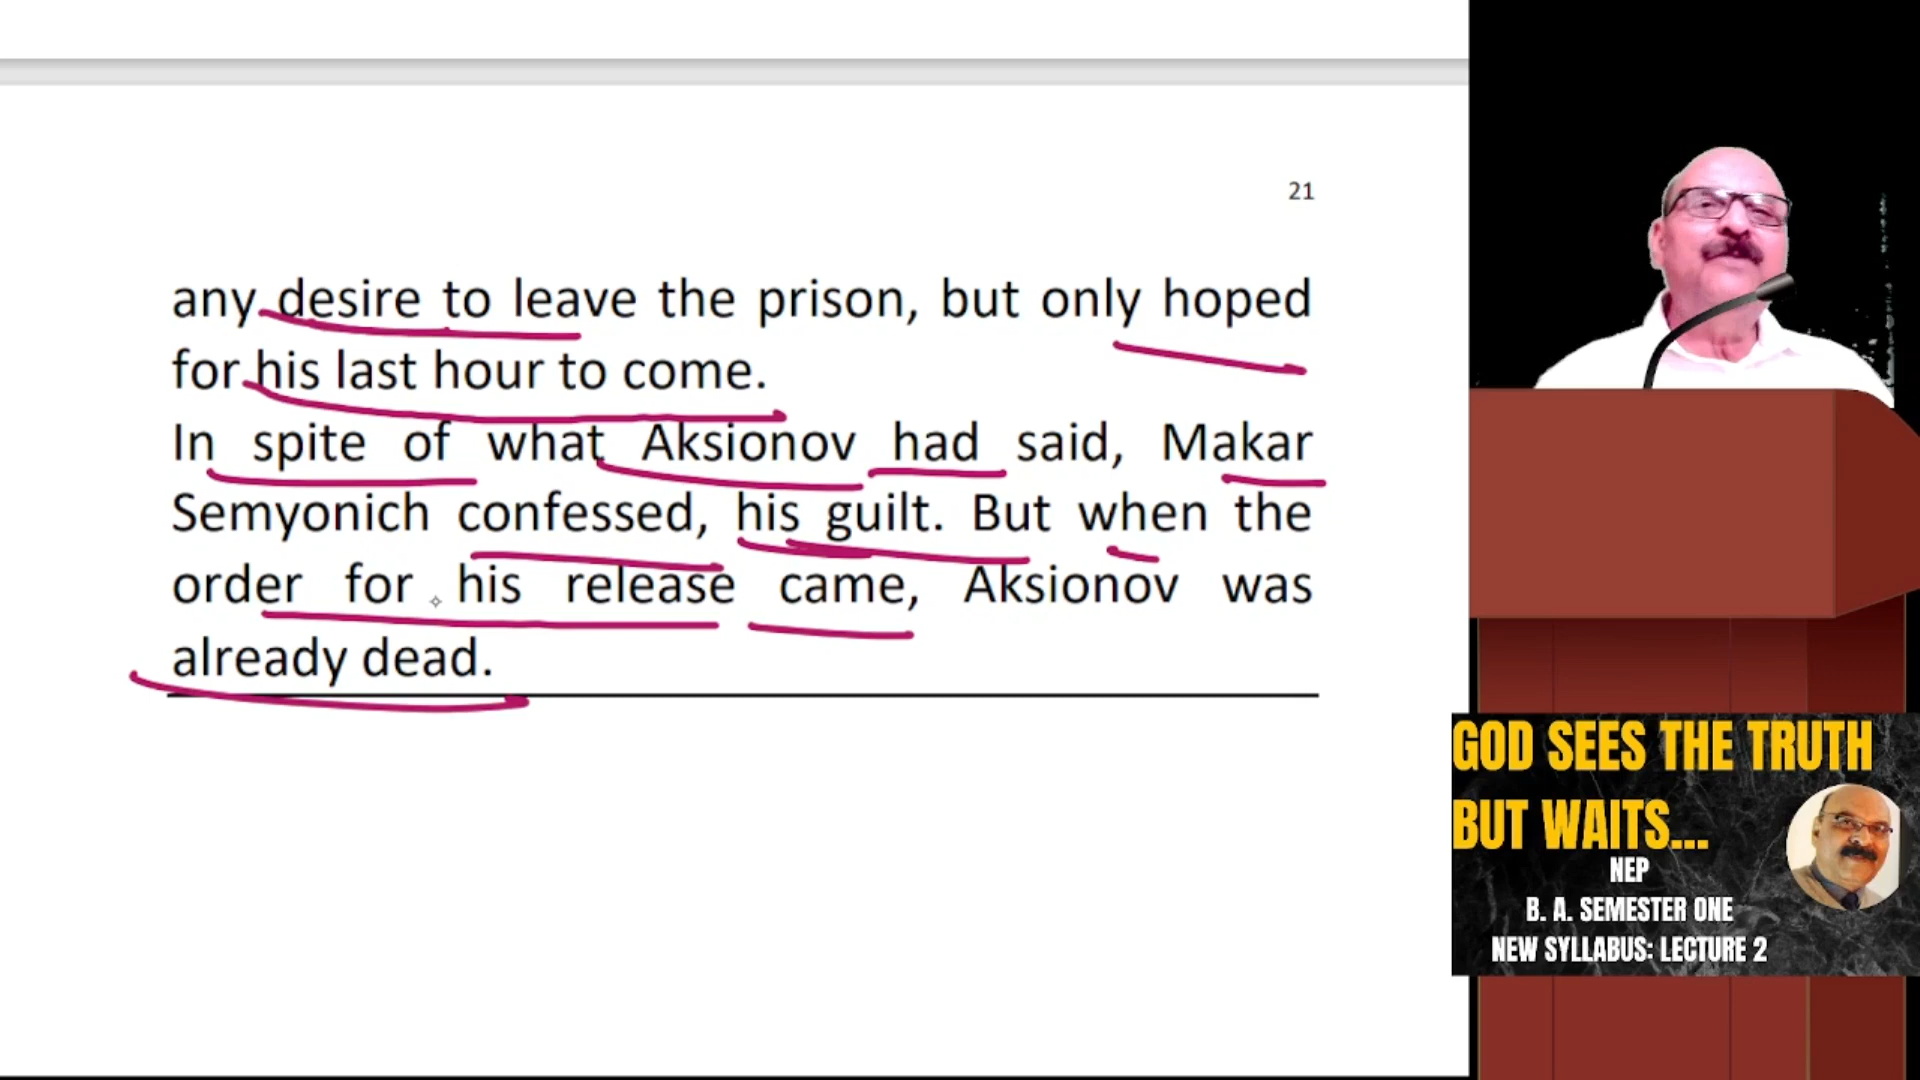 21
any desire to leave the prison, but only hoped
for his last hour to come.
In spite of what Aksionov had said, Makar
Semyonich confessed, his guilt. But when the
order for his release came, Aksionov was
already dead.
GOD SEES THE TRUTH
BUT WAITS...
NEP
B. A. SEMESTER ONE
NEW SYLLABUS: LECTURE 2